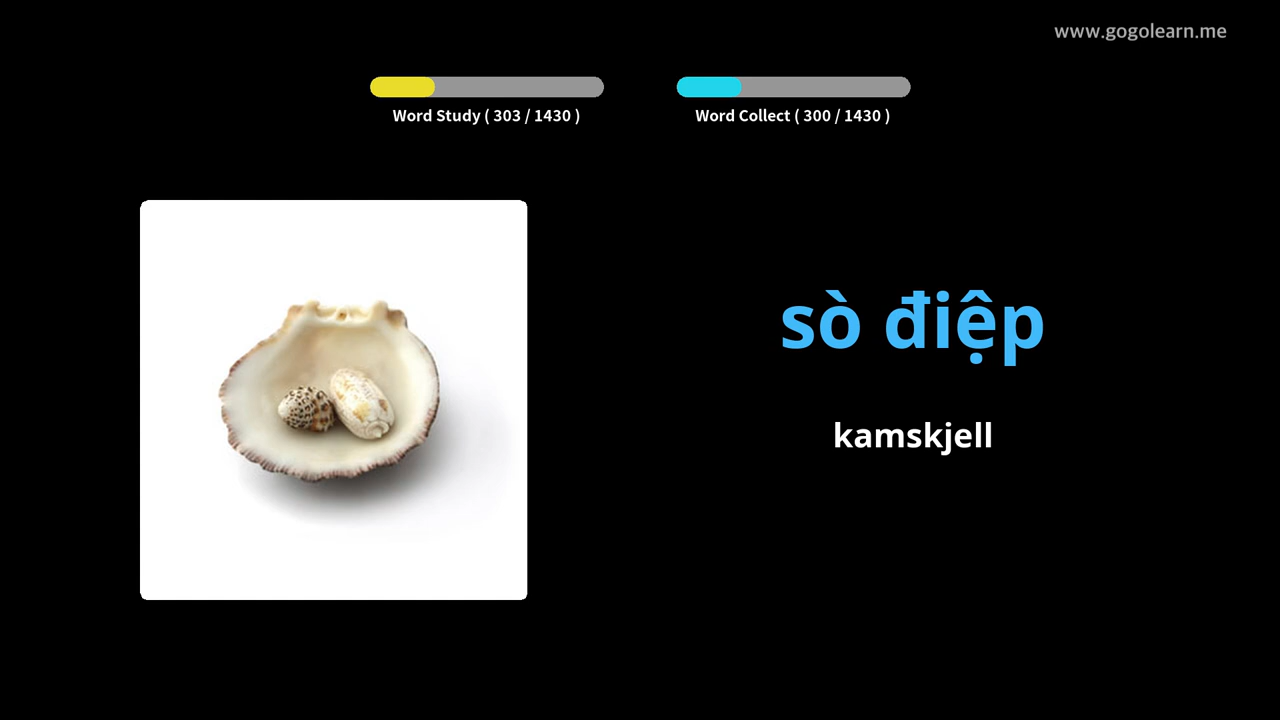 www.gogolearn.me
Word Study ( 303 / 1430 )
Word Collect ( 300 / 1430 )
sò điệp
kamskjell